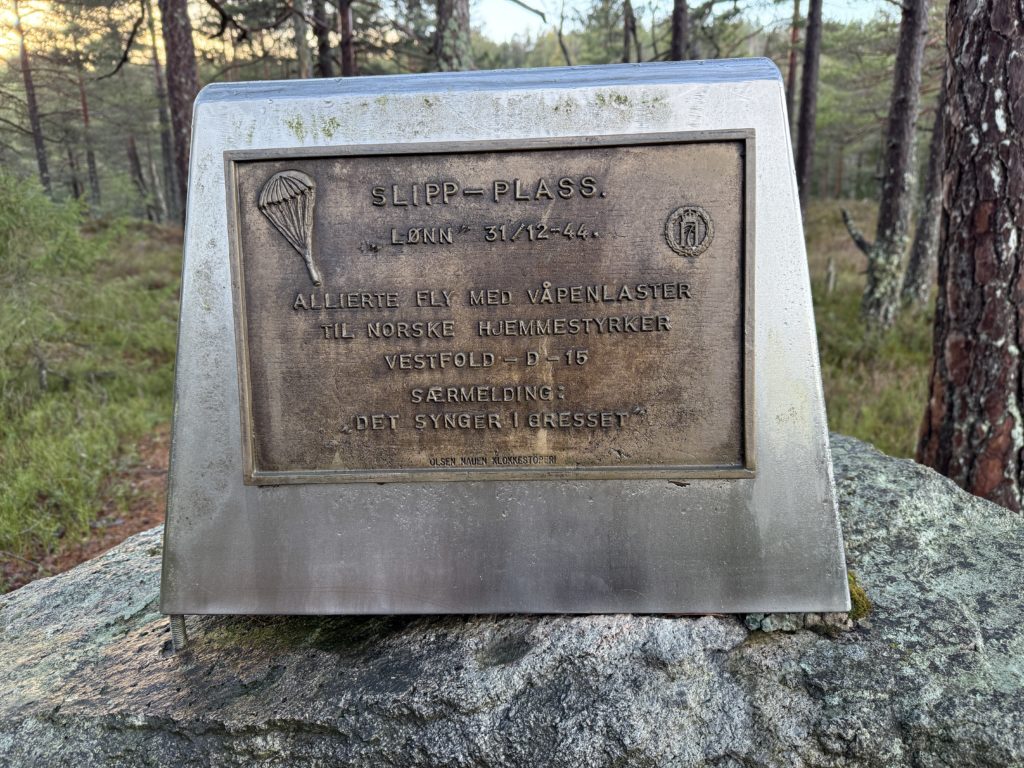 SLIPP-PLASS.
„LØNN" 31/12-44.
ALLIERTE FLY MED VÅPENLASTER
TIL NORSKE HJEMMESTYRKER
VESTFOLD-D-15
SÆRMELDING:
„DET SYNGER I GRESSET"
OLSEN NAUEN KLOKKESTØPERI